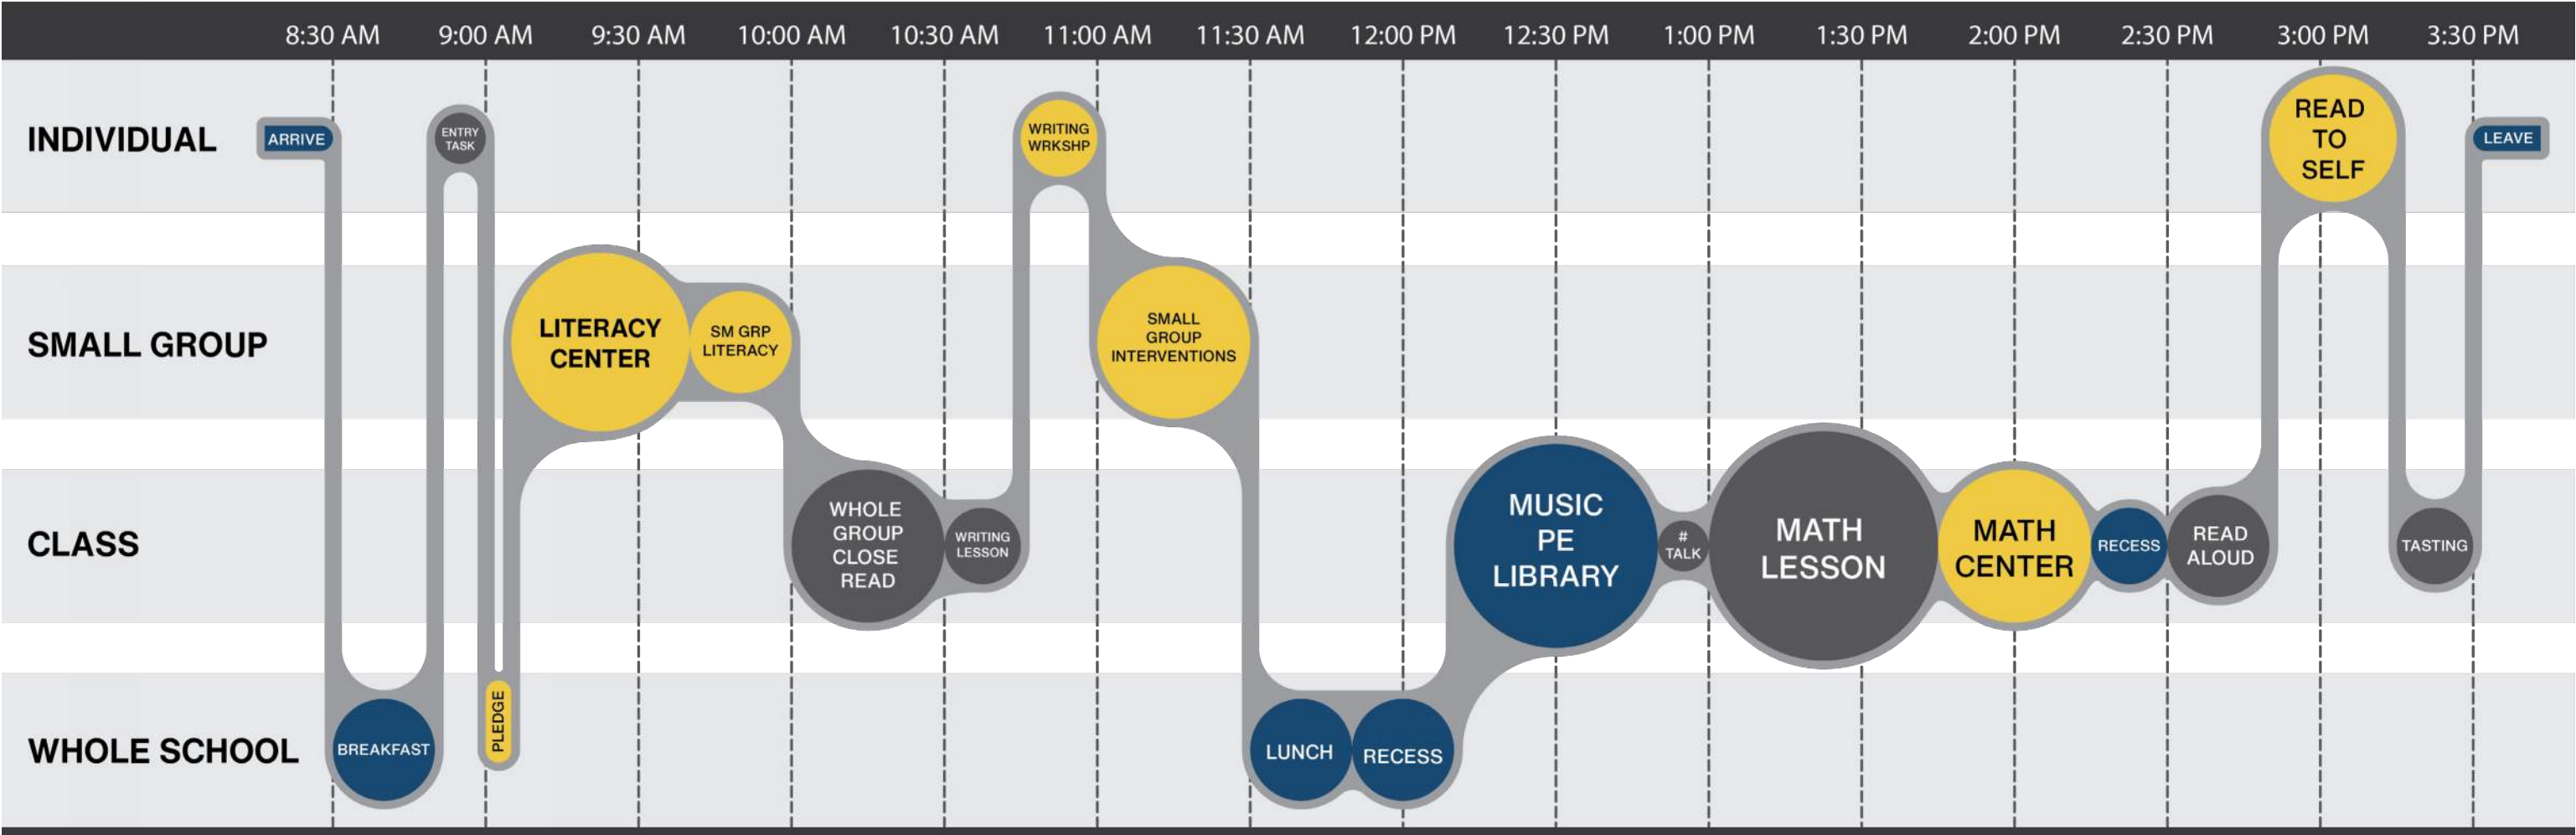 8:30 AM 9:00 AM 9:30 AM 10:00 AM 10:30 AM 11:00 AM 11:30 AM 12:00 PM 12:30 PM 1:00 PM 1:30 PM 2:00 PM 2:30 PM 3:00 PM 3:30 PM
INDIVIDUAL
ARRIVE
ENTRY
TASK
WRITING
WRKSHP
READ
TO
SELF
LEAVE
SMALL GROUP
LITERACY
CENTER
SM GRP
LITERACY
SMALL
GROUP
INTERVENTIONS
CLASS
WHOLE
GROUP
CLOSE
READ
WRITING
LESSON
MUSIC
PE
LIBRARY
#
TALK
MATH
LESSON
MATH
CENTER
RECESS
READ
ALOUD
TASTING
WHOLE SCHOOL
BREAKFAST
PLEDGE
LUNCH
RECESS